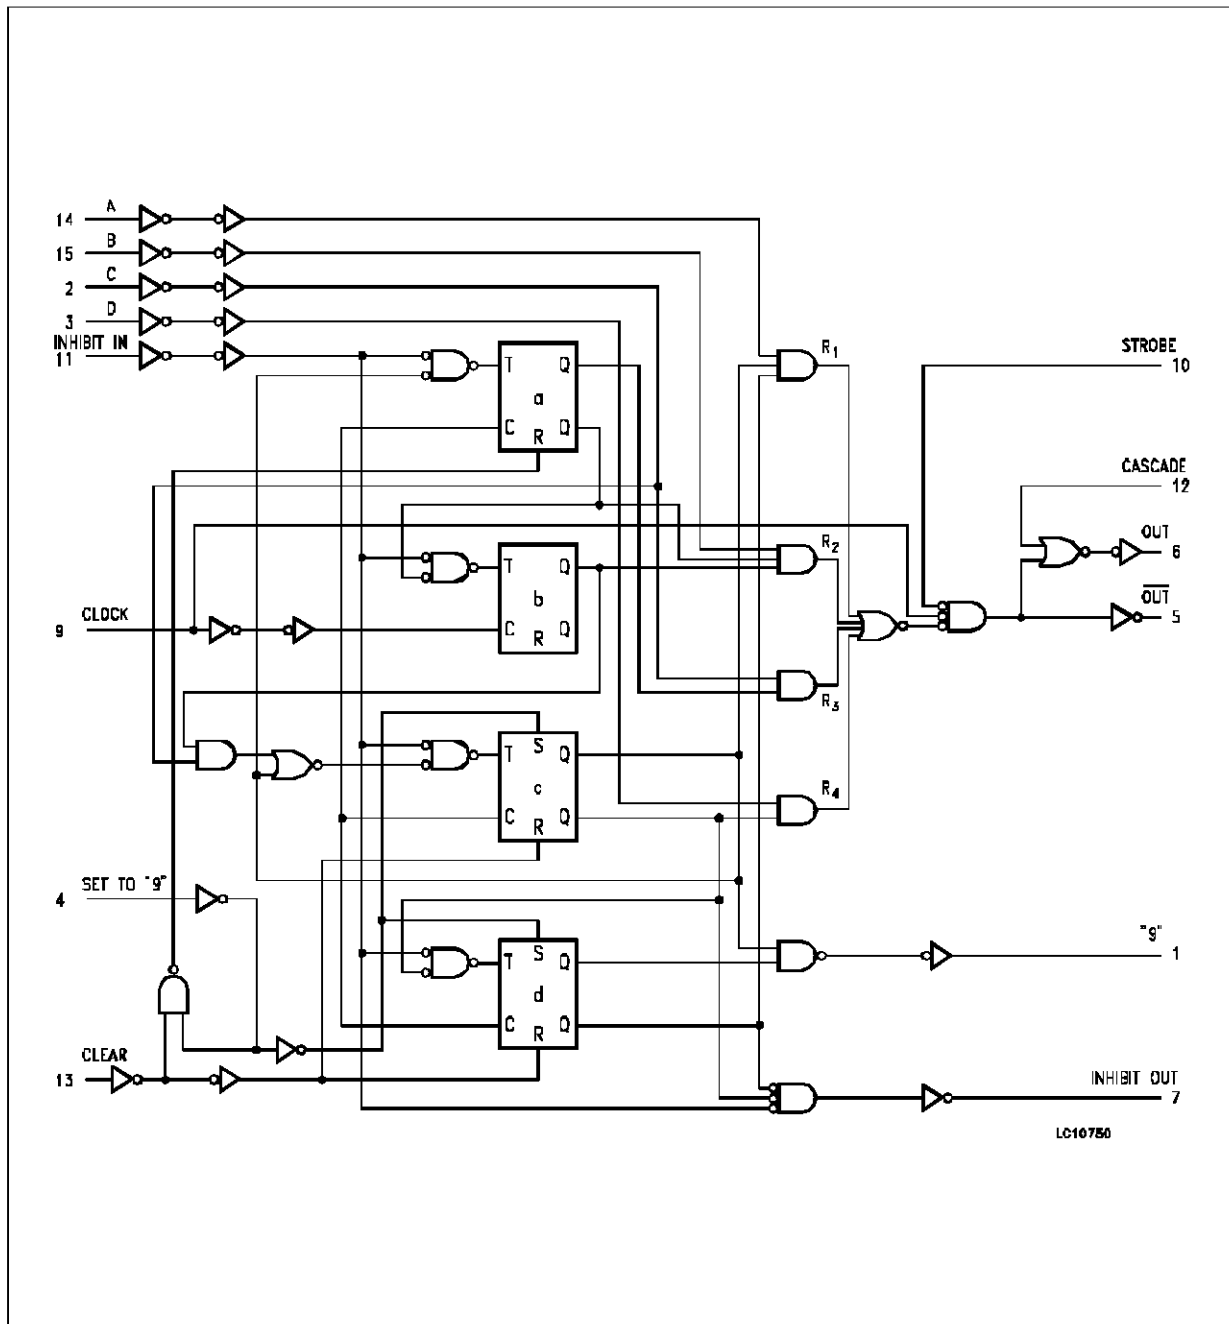 14 A
15 B
2 C
3 D
INHIBIT IN
11
T Q
a
C R Q
T Q
b
C R Q
9 CLOCK
S
T Q
c
C R Q
4 SET TO "9"
S
T Q
d
C R Q
CLEAR
13
R1
R2
R3
R4
STROBE
10
CASCADE
12
OUT
6
OUT
5
"9"
1
INHIBIT OUT
7
LC10750